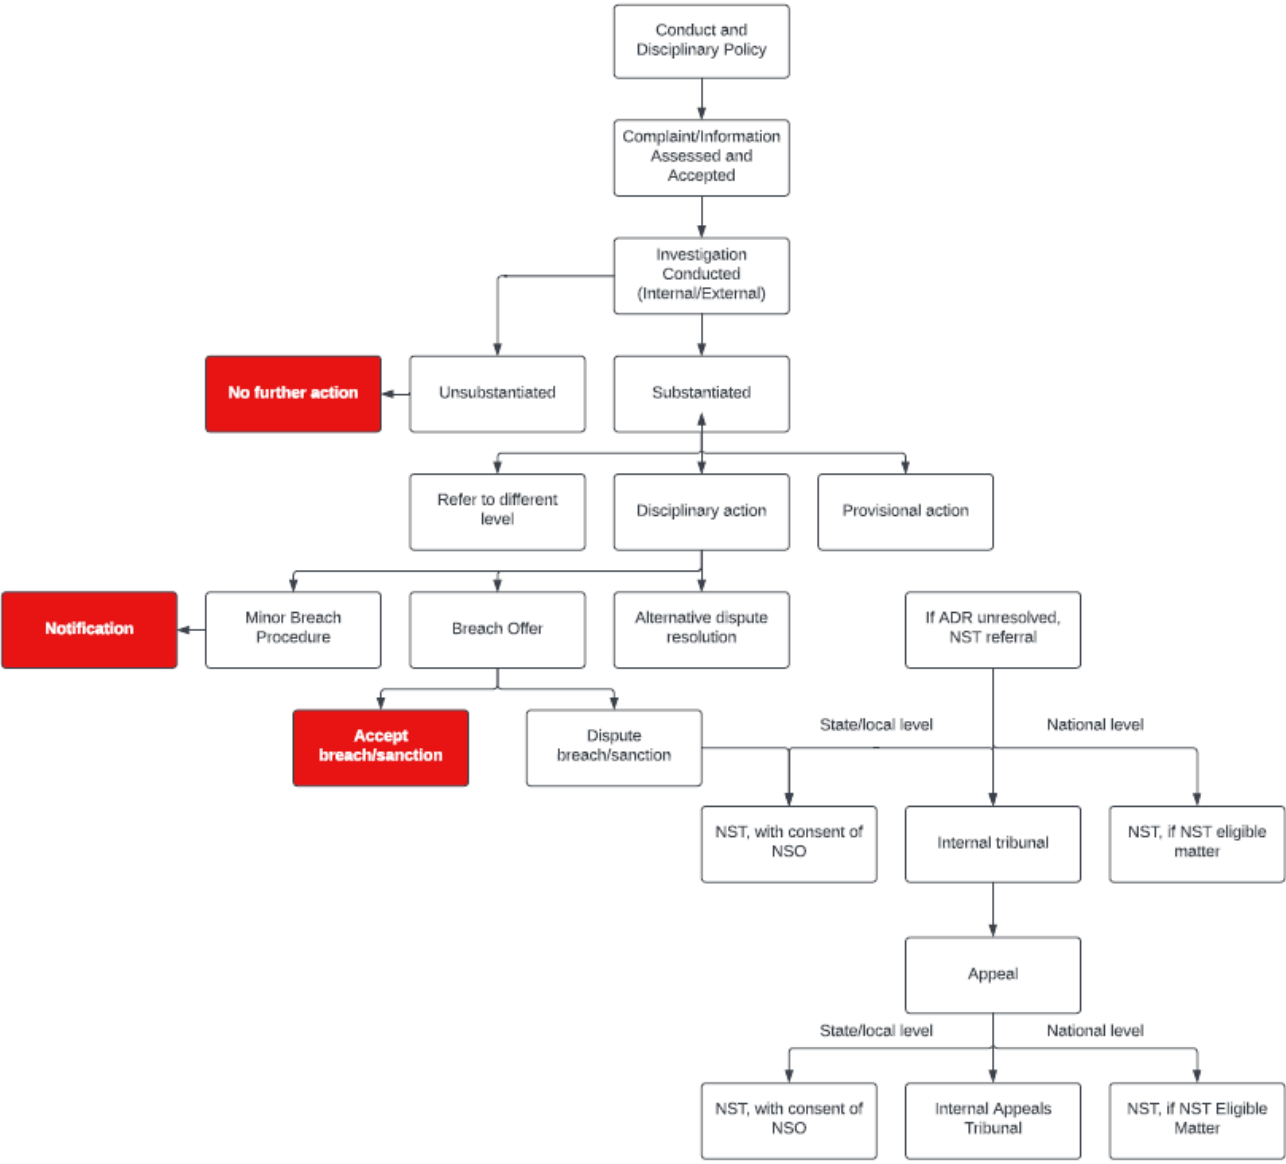 Conduct and
Disciplinary Policy
Complaint/Information
Assessed and
Accepted
Investigation
Conducted
(Internal/External)
No further action
Unsubstantiated
Substantiated
Refer to different
level
Disciplinary action
Provisional action
Notification
Minor Breach
Procedure
Breach Offer
Alternative dispute
resolution
If ADR unresolved,
NST referral
Accept
breach/sanction
Dispute
breach/sanction
State/local level
National level
NST, with consent of
NSO
Internal tribunal
NST, if NST eligible
matter
Appeal
State/local level
National level
NST, with consent of
NSO
Internal Appeals
Tribunal
NST, if NST Eligible
Matter